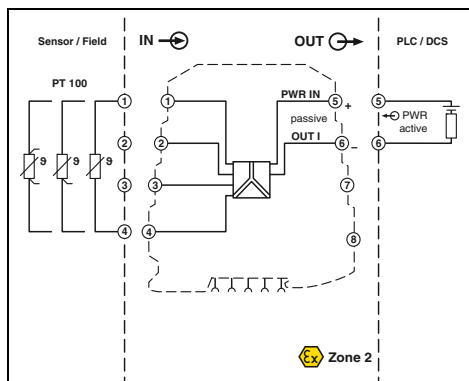 Sensor / Field
IN
OUT
PLC / DCS
PT 100
1
1
PWR IN
5
+
5
passive
PWR
active
2
2
OUT I
6
–
6
ϑ
ϑ
ϑ
3
3
7
4
4
8
Ex
Zone 2